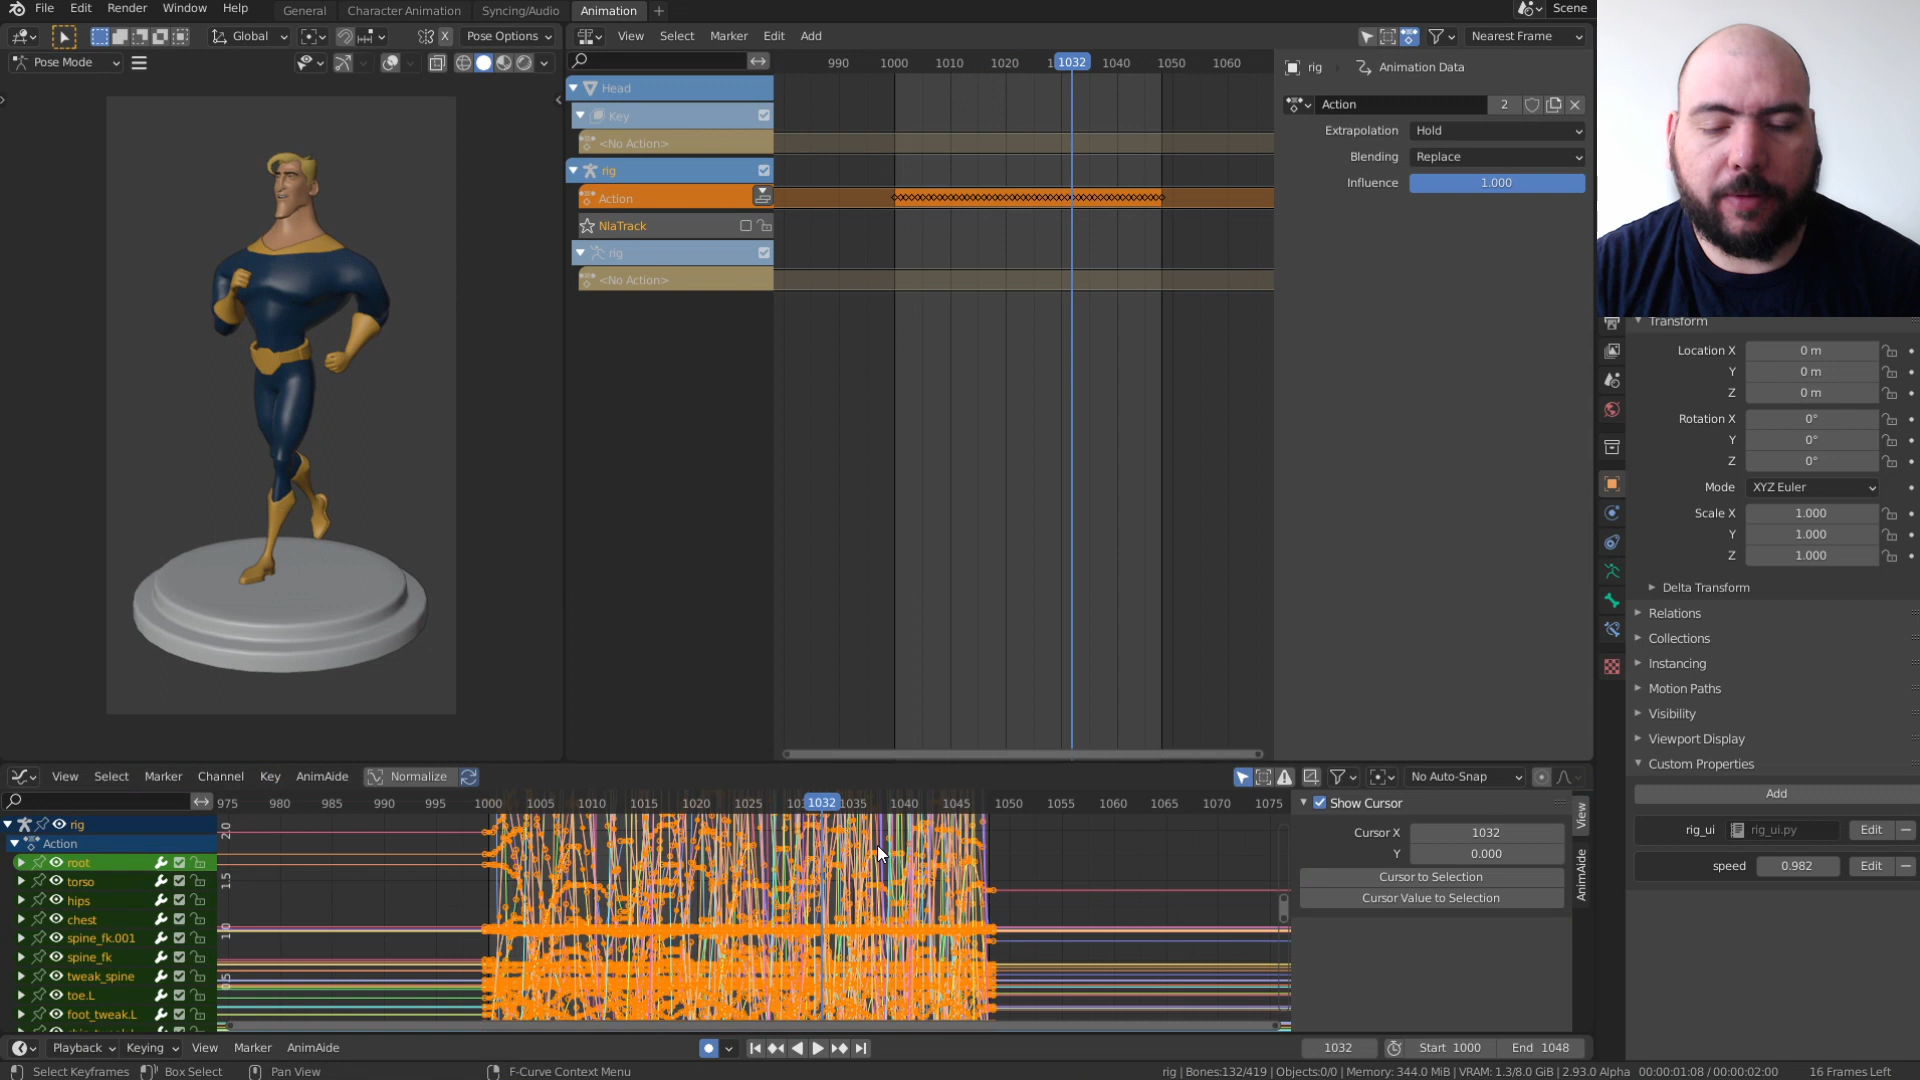 File Edit Render Window Help General Character Animation Syncing/Audio Animation Scene
Global Pose Options View Select Marker Edit Add Nearest Frame
Pose Mode 990 1000 1010 1020 1032 1040 1050 1060 rig Animation Data
Head
Key
<No Action>
rig
Action
NlaTrack
rig
<No Action>
Action 2
Extrapolation Hold
Blending Replace
Influence 1.000
Transform
Location X 0 m
Y 0 m
Z 0 m
Rotation X 0°
Y 0°
Z 0°
Mode XYZ Euler
Scale X 1.000
Y 1.000
Z 1.000
Delta Transform
Relations
Collections
Instancing
Motion Paths
Visibility
Viewport Display
Custom Properties
Add
rig_ui rig_ui.py Edit
speed 0.982 Edit
View Select Marker Channel Key AnimAide Normalize No Auto-Snap
975 980 985 990 995 1000 1005 1010 1015 1020 1025 1032 1035 1040 1045 1050 1055 1060 1065 1070 1075
rig
Action
root
torso
hips
chest
spine_fk.001
spine_fk
tweak_spine
toe.L
foot_tweak.L
2.0
1.5
1.0
0.5
Show Cursor
Cursor X 1032
Y 0.000
Cursor to Selection
Cursor Value to Selection
View
AnimAide
Playback Keying View Marker AnimAide 1032 Start 1000 End 1048
Select Keyframes Box Select Pan View F-Curve Context Menu rig | Bones:132/419 | Objects:0/0 | Memory: 344.0 MiB | VRAM: 1.3/8.0 GiB | 2.93.0 Alpha 00:00:01:08 / 00:00:02:00 16 Frames Left